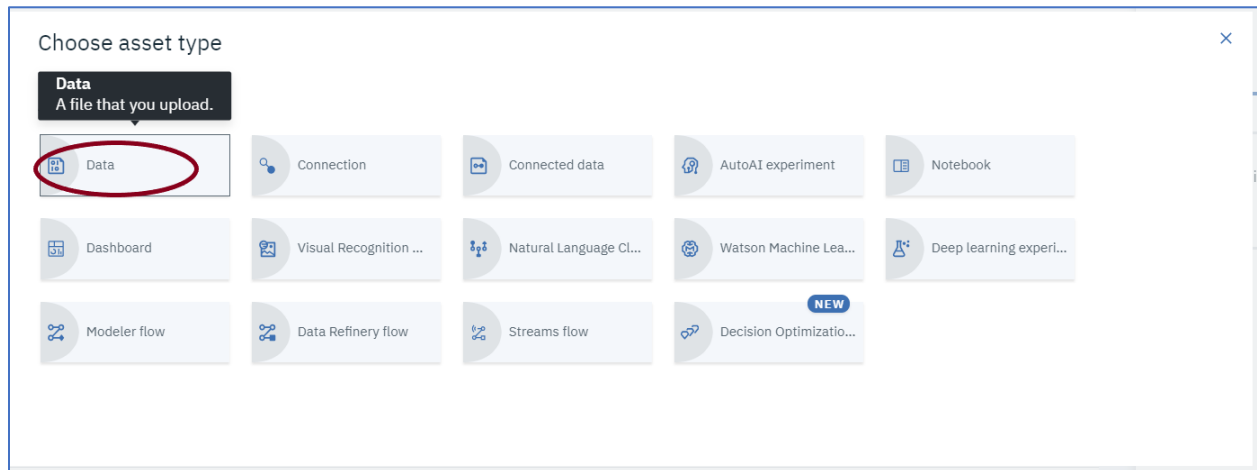 Choose asset type
Data
A file that you upload.
Data
Connection
Connected data
AutoAI experiment
Notebook
Dashboard
Visual Recognition ...
Natural Language Cl...
Watson Machine Lea...
Deep learning experi...
NEW
Modeler flow
Data Refinery flow
Streams flow
Decision Optimizatio...